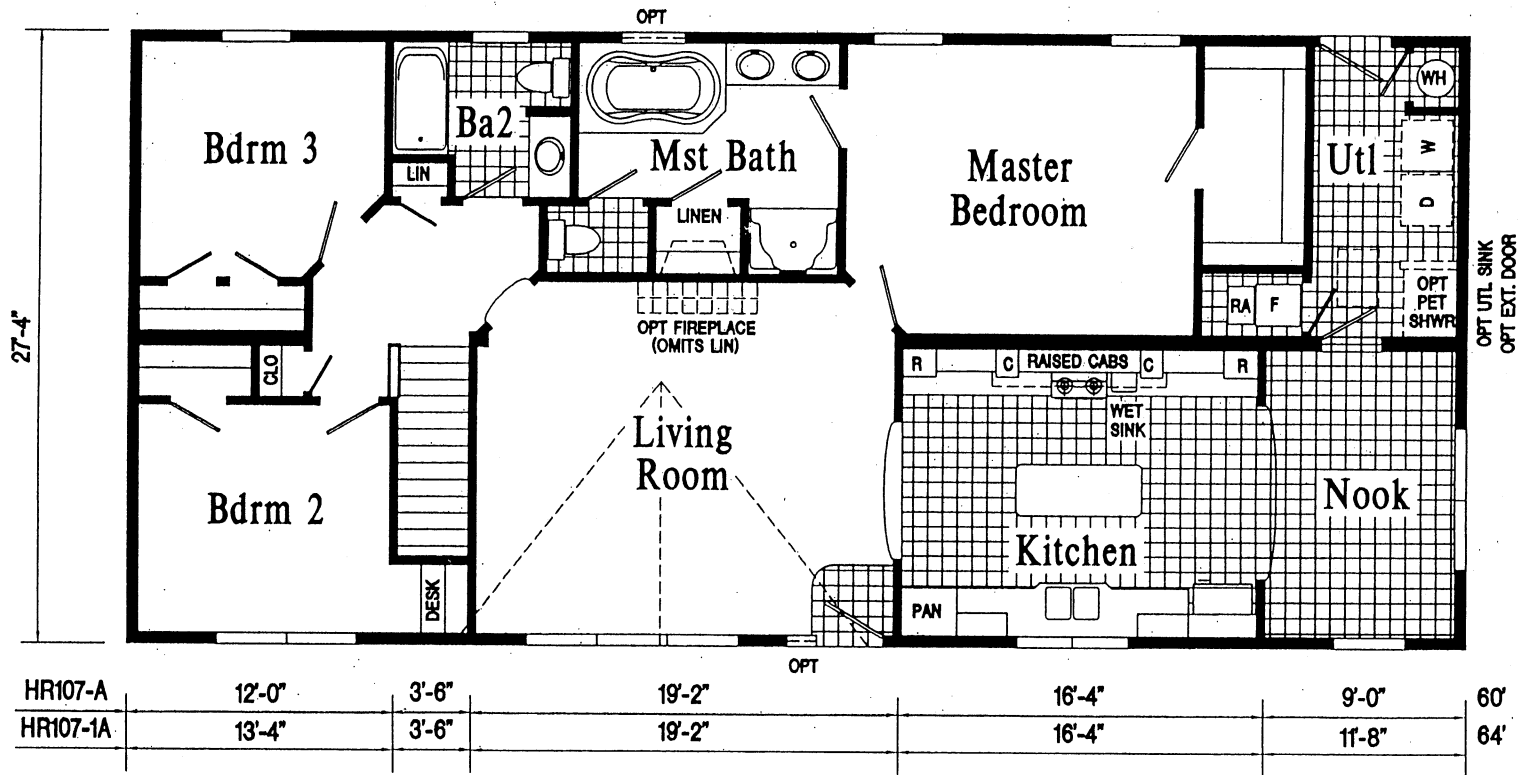 OPT
WH
Bdrm 3
Ba2
Mst Bath
Master
Bedroom
Utl
W
D
LIN
LINEN
OPT
PET
SHWR
OPT UTL SINK
OPT EXT. DOOR
RA
F
OPT FIREPLACE
(OMITS LIN)
27'-4"
CLO
R
C
RAISED CABS
C
R
WET
SINK
Living
Room
Bdrm 2
Nook
Kitchen
DESK
PAN
OPT
HR107-A
12'-0"
3'-6"
19'-2"
16'-4"
9'-0"
60'
HR107-1A
13'-4"
3'-6"
19'-2"
16'-4"
11'-8"
64'